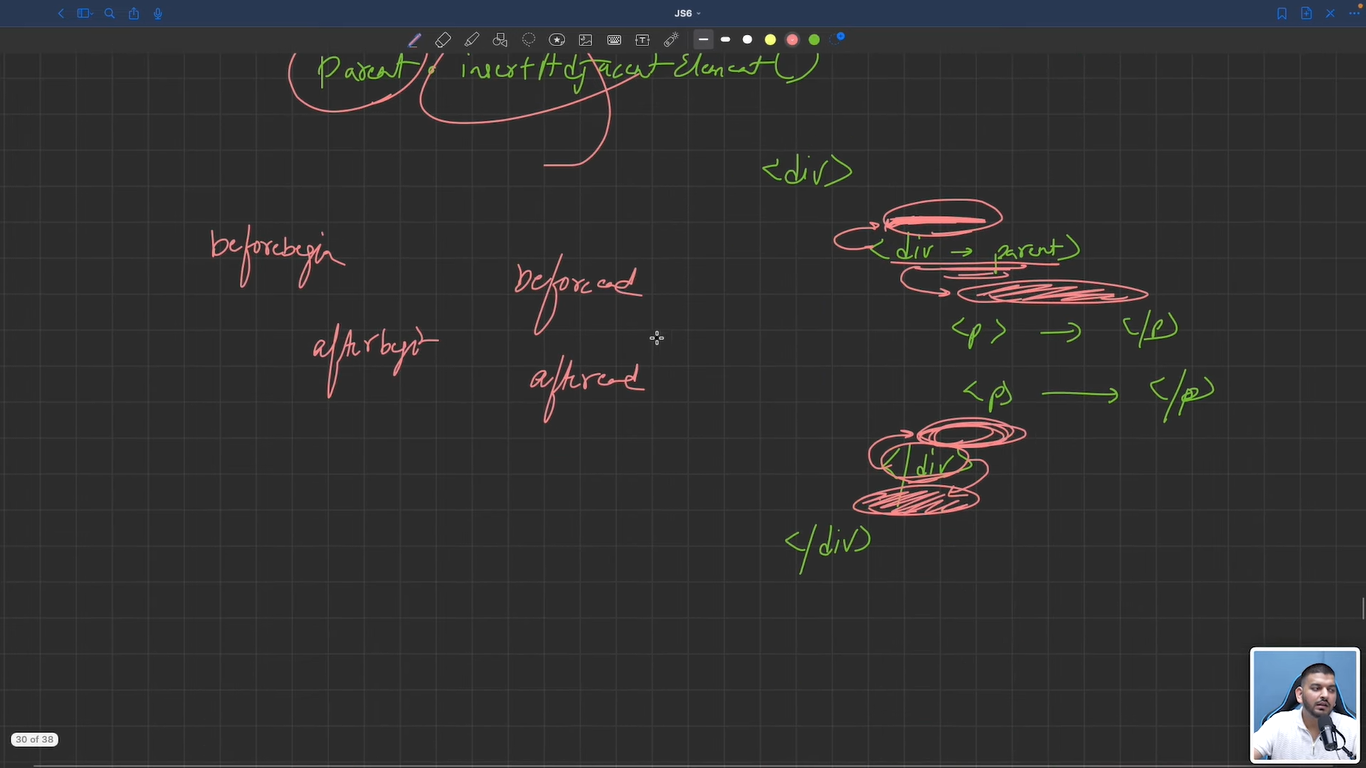 JS6
Parent. insertAdjacentElement()
<div>
beforebegin
<div → parent>
beforeend
<p> → </p>
afterbegin
afterend
<p> → </p>
</div>
</div>
30 of 38